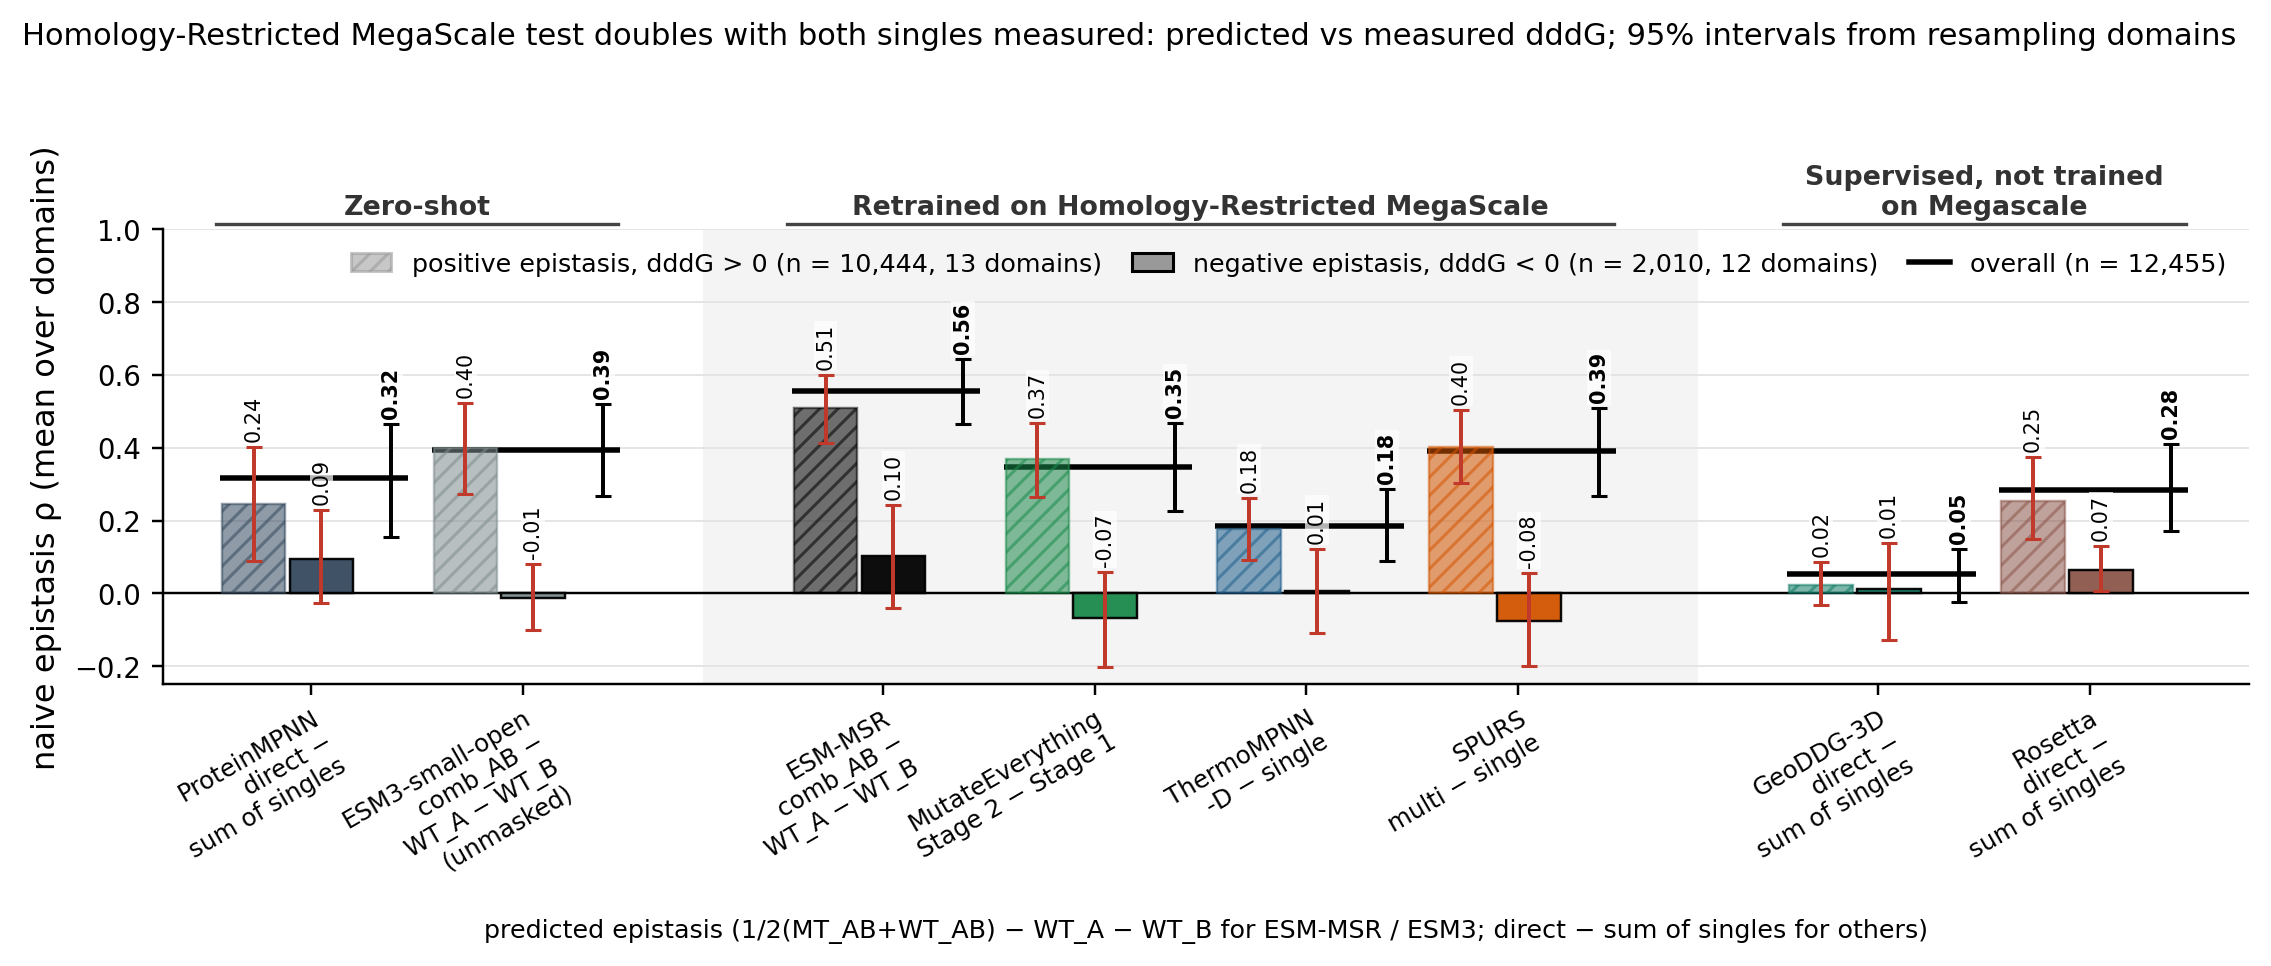 Homology-Restricted MegaScale test doubles with both singles measured: predicted vs measured dddG; 95% intervals from resampling domains
Zero-shot
Retrained on Homology-Restricted MegaScale
Supervised, not trained
on Megascale
naive epistasis ρ (mean over domains)
1.0
0.8
0.6
0.4
0.2
0.0
−0.2
positive epistasis, dddG > 0 (n = 10,444, 13 domains)
negative epistasis, dddG < 0 (n = 2,010, 12 domains)
overall (n = 12,455)
0.24
0.09
0.32
0.40
-0.01
0.39
0.51
0.10
0.56
0.37
-0.07
0.35
0.18
0.01
0.18
0.40
-0.08
0.39
0.02
0.01
0.05
0.25
0.07
0.28
ProteinMPNN
direct −
sum of singles
ESM3-small-open
comb_AB −
WT_A − WT_B
(unmasked)
ESM-MSR
comb_AB −
WT_A − WT_B
MutateEverything
Stage 2 − Stage 1
ThermoMPNN
-D − single
SPURS
multi − single
GeoDDG-3D
direct −
sum of singles
Rosetta
direct −
sum of singles
predicted epistasis (1/2(MT_AB+WT_AB) − WT_A − WT_B for ESM-MSR / ESM3; direct − sum of singles for others)